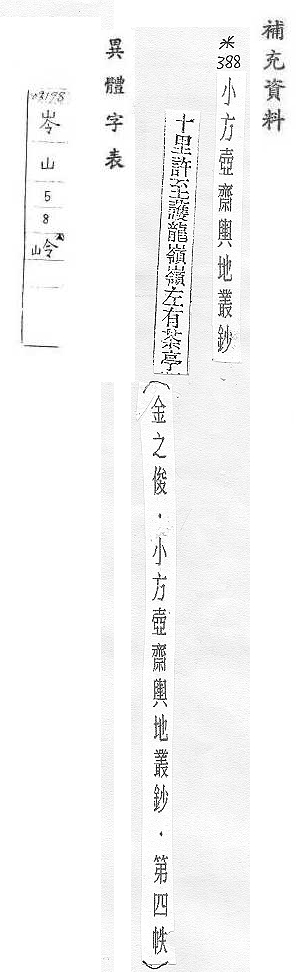 補充資料
米
388
小方壺齋輿地叢鈔
十里許至護龍嶺嶺左有茶亭
(金之俊．小方壺齋輿地叢鈔．第四帙)
異體字表
岺
山
5
8
岭